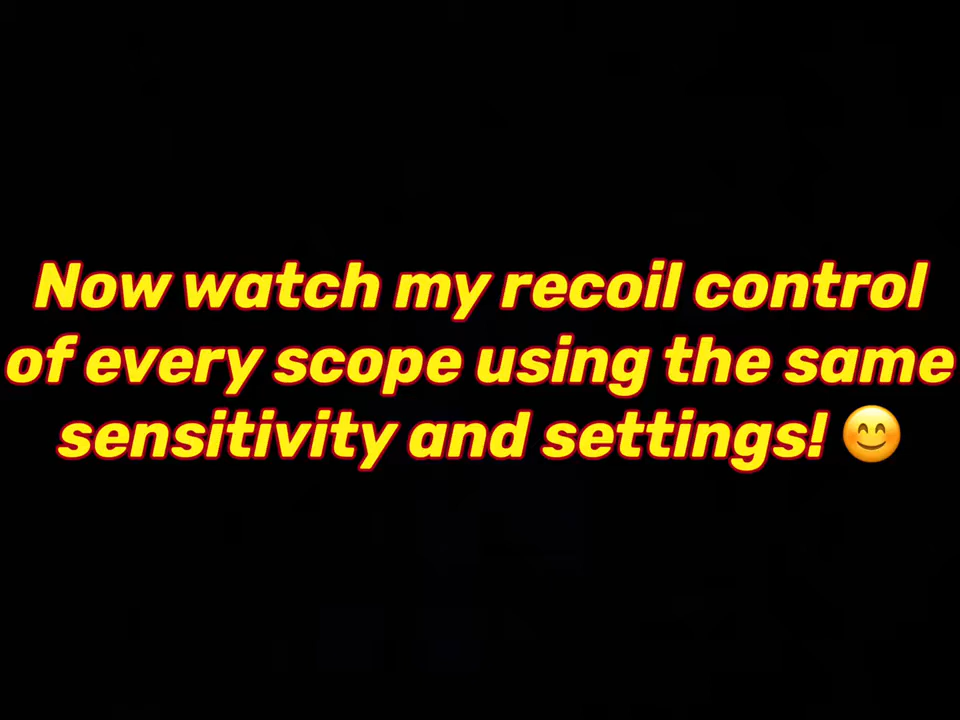 Now watch my recoil control
of every scope using the same
sensitivity and settings! 😊